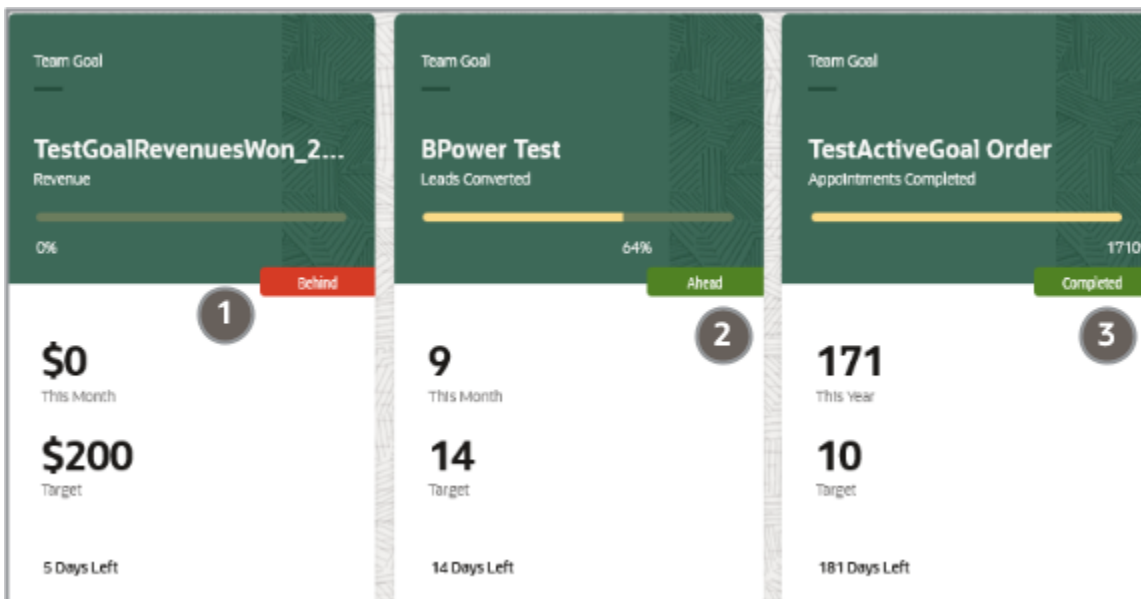 Team Goal
TestGoalRevenuesWon_2...
Revenue
0%
Behind
1
$0
This Month
$200
Target
5 Days Left
Team Goal
BPower Test
Leads Converted
64%
Ahead
2
9
This Month
14
Target
14 Days Left
Team Goal
TestActiveGoal Order
Appointments Completed
1710
Completed
3
171
This Year
10
Target
181 Days Left